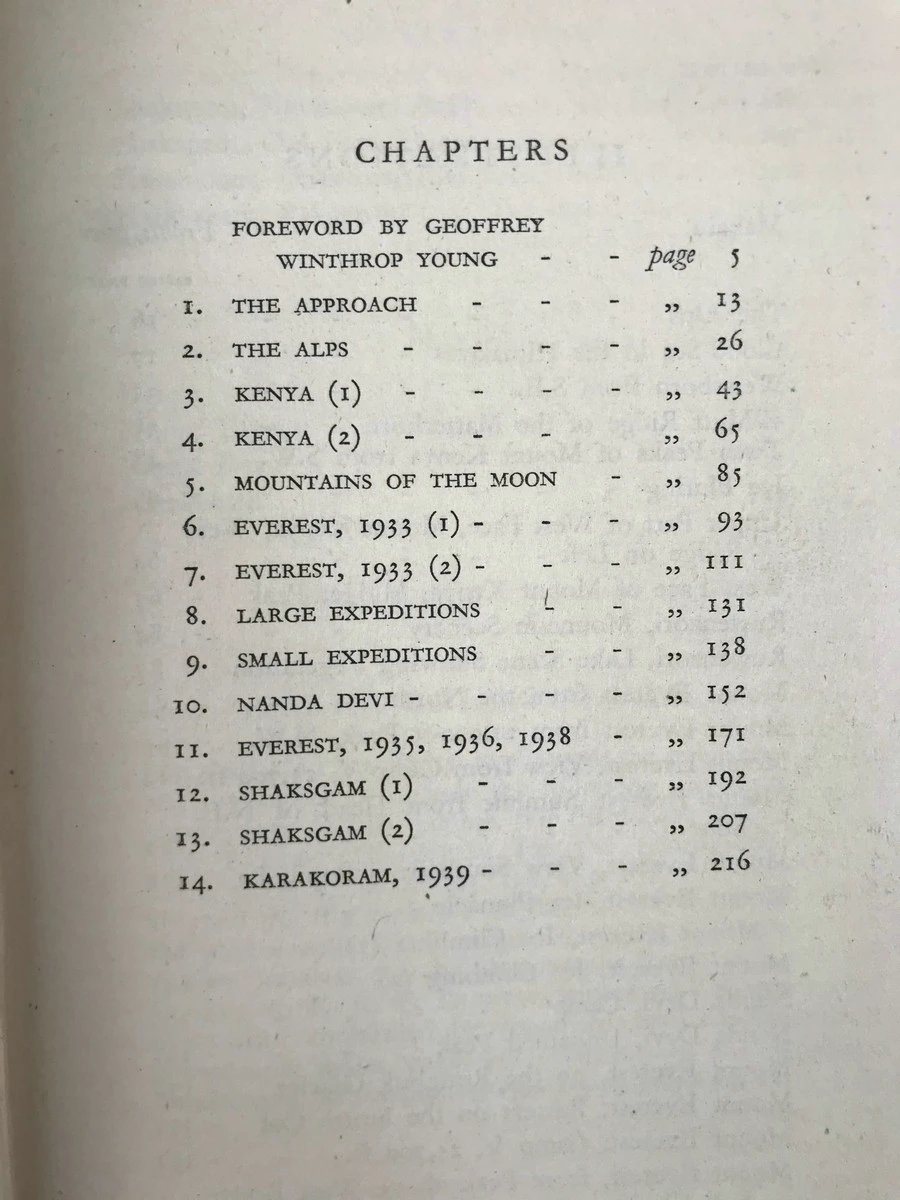 CHAPTERS
FOREWORD BY GEOFFREY
WINTHROP YOUNG - - page 5
1. THE APPROACH - - - „ 13
2. THE ALPS - - - - „ 26
3. KENYA (1) - - - - „ 43
4. KENYA (2) - - - - „ 65
5. MOUNTAINS OF THE MOON - „ 85
6. EVEREST, 1933 (1) - - - „ 93
7. EVEREST, 1933 (2) - - - „ 111
8. LARGE EXPEDITIONS - - „ 131
9. SMALL EXPEDITIONS - - „ 138
10. NANDA DEVI - - - - „ 152
11. EVEREST, 1935, 1936, 1938 - „ 171
12. SHAKSGAM (1) - - - „ 192
13. SHAKSGAM (2) - - - „ 207
14. KARAKORAM, 1939 - - - „ 216